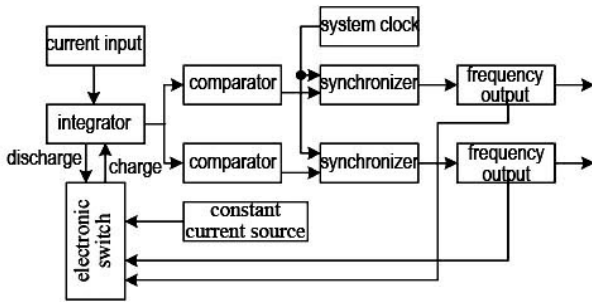 system clock
current input
comparator
synchronizer
frequency
output
integrator
discharge
charge
comparator
synchronizer
frequency
output
electronic
switch
constant
current source